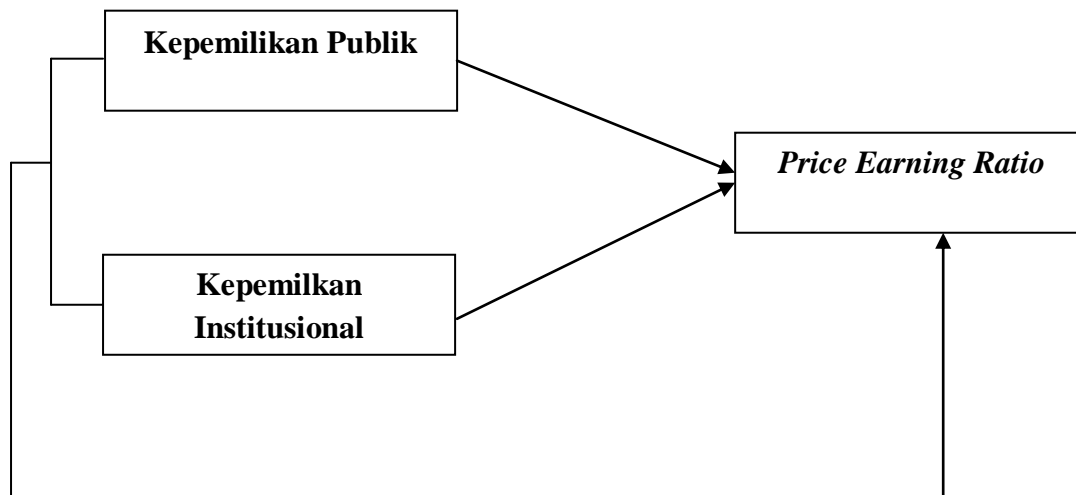 Kepemilikan Publik
Price Earning Ratio
Kepemilkan
Institusional